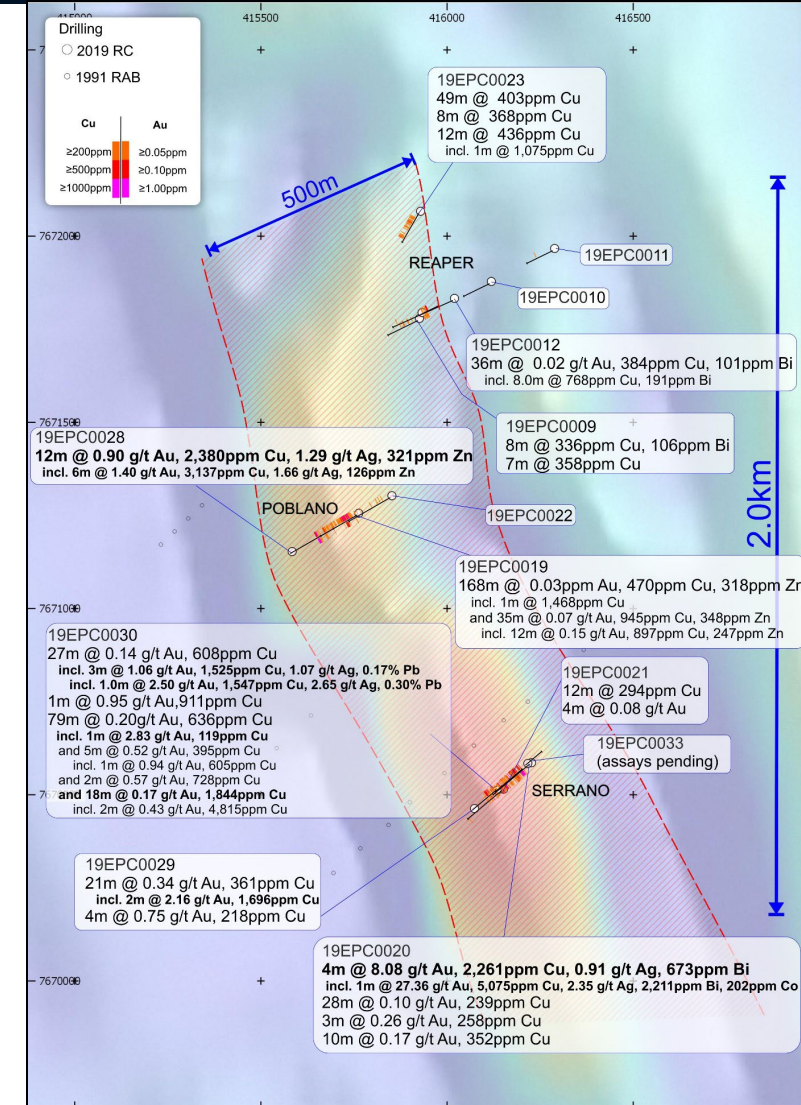 415000
415500
416000
416500
Drilling
2019 RC
1991 RAB
Cu
Au
≥200ppm
≥0.05ppm
≥500ppm
≥0.10ppm
≥1000ppm
≥1.00ppm
19EPC0023
49m @ 403ppm Cu
8m @ 368ppm Cu
12m @ 436ppm Cu
incl. 1m @ 1,075ppm Cu
500m
7672000
REAPER
19EPC0011
19EPC0010
19EPC0012
36m @ 0.02 g/t Au, 384ppm Cu, 101ppm Bi
incl. 8.0m @ 768ppm Cu, 191ppm Bi
7671500
19EPC0009
8m @ 336ppm Cu, 106ppm Bi
7m @ 358ppm Cu
19EPC0028
12m @ 0.90 g/t Au, 2,380ppm Cu, 1.29 g/t Ag, 321ppm Zn
incl. 6m @ 1.40 g/t Au, 3,137ppm Cu, 1.66 g/t Ag, 126ppm Zn
2.0km
POBLANO
19EPC0022
19EPC0019
168m @ 0.03ppm Au, 470ppm Cu, 318ppm Zn
incl. 1m @ 1,468ppm Cu
and 35m @ 0.07 g/t Au, 945ppm Cu, 348ppm Zn
incl. 12m @ 0.15 g/t Au, 897ppm Cu, 247ppm Zn
7671000
19EPC0030
27m @ 0.14 g/t Au, 608ppm Cu
incl. 3m @ 1.06 g/t Au, 1,525ppm Cu, 1.07 g/t Ag, 0.17% Pb
incl. 1.0m @ 2.50 g/t Au, 1,547ppm Cu, 2.65 g/t Ag, 0.30% Pb
1m @ 0.95 g/t Au,911ppm Cu
79m @ 0.20g/t Au, 636ppm Cu
incl. 1m @ 2.83 g/t Au, 119ppm Cu
and 5m @ 0.52 g/t Au, 395ppm Cu
incl. 1m @ 0.94 g/t Au, 605ppm Cu
and 2m @ 0.57 g/t Au, 728ppm Cu
and 18m @ 0.17 g/t Au, 1,844ppm Cu
incl. 2m @ 0.43 g/t Au, 4,815ppm Cu
19EPC0021
12m @ 294ppm Cu
4m @ 0.08 g/t Au
19EPC0033
(assays pending)
SERRANO
19EPC0029
21m @ 0.34 g/t Au, 361ppm Cu
incl. 2m @ 2.16 g/t Au, 1,696ppm Cu
4m @ 0.75 g/t Au, 218ppm Cu
19EPC0020
4m @ 8.08 g/t Au, 2,261ppm Cu, 0.91 g/t Ag, 673ppm Bi
incl. 1m @ 27.36 g/t Au, 5,075ppm Cu, 2.35 g/t Ag, 2,211ppm Bi, 202ppm Co
28m @ 0.10 g/t Au, 239ppm Cu
3m @ 0.26 g/t Au, 258ppm Cu
10m @ 0.17 g/t Au, 352ppm Cu
7670000